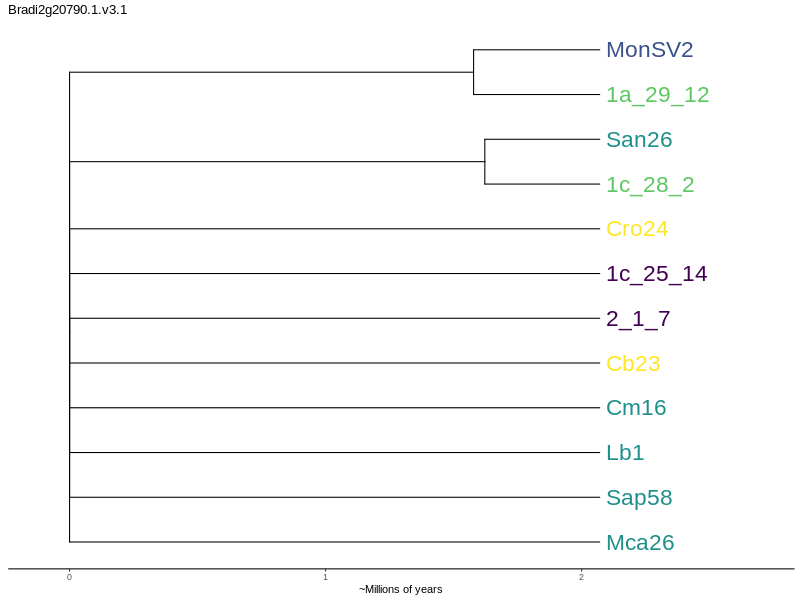 Bradi2g20790.1.v3.1
MonSV2
1a_29_12
San26
1c_28_2
Cro24
1c_25_14
2_1_7
Cb23
Cm16
Lb1
Sap58
Mca26
0 1 2
~Millions of years